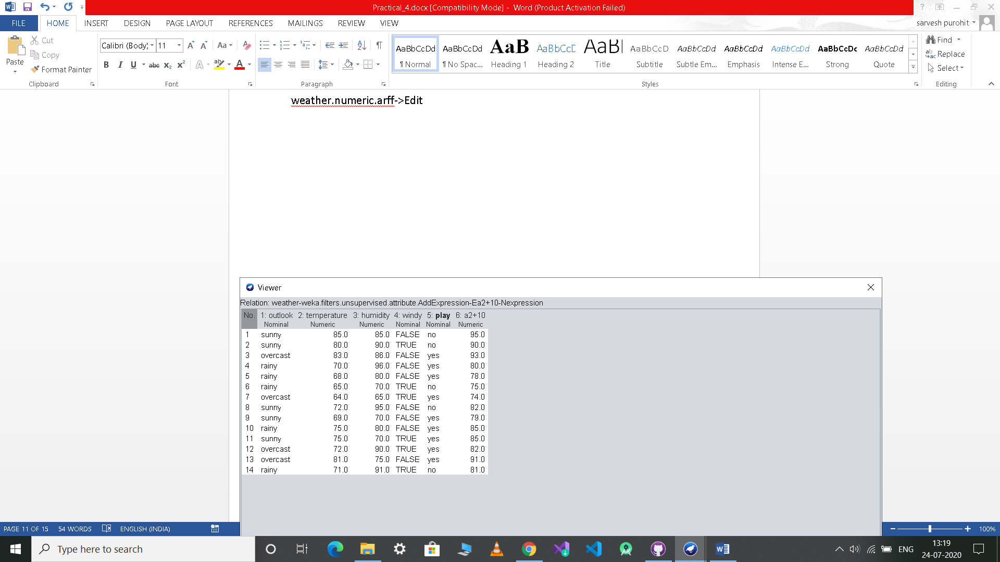 Practical_4.docx [Compatibility Mode] - Word (Product Activation Failed)
FILE HOME INSERT DESIGN PAGE LAYOUT REFERENCES MAILINGS REVIEW VIEW sarvesh purohit
Paste Cut Copy Format Painter
Clipboard
Calibri (Body) 11
Font
Paragraph
AaBbCcDd AaBbCcDd AaB AaBbCcC AaBl AaBbCcD AaBbCcDd AaBbCcDd AaBbCcDd AaBbCcDc AaBbCcDd
¶ Normal ¶ No Spac... Heading 1 Heading 2 Title Subtitle Subtle Em... Emphasis Intense E... Strong Quote
Styles
Find
Replace
Select
Editing
weather.numeric.arff->Edit
Viewer
Relation: weather-weka.filters.unsupervised.attribute.AddExpression-Ea2+10-Nexpression
No. 1: outlook 2: temperature 3: humidity 4: windy 5: play 6: a2+10
Nominal Numeric Numeric Nominal Nominal Numeric
1 sunny 85.0 85.0 FALSE no 95.0
2 sunny 80.0 90.0 TRUE no 90.0
3 overcast 83.0 86.0 FALSE yes 93.0
4 rainy 70.0 96.0 FALSE yes 80.0
5 rainy 68.0 80.0 FALSE yes 78.0
6 rainy 65.0 70.0 TRUE no 75.0
7 overcast 64.0 65.0 TRUE yes 74.0
8 sunny 72.0 95.0 FALSE no 82.0
9 sunny 69.0 70.0 FALSE yes 79.0
10 rainy 75.0 80.0 FALSE yes 85.0
11 sunny 75.0 70.0 TRUE yes 85.0
12 overcast 72.0 90.0 TRUE yes 82.0
13 overcast 81.0 75.0 FALSE yes 91.0
14 rainy 71.0 91.0 TRUE no 81.0
PAGE 11 OF 15 54 WORDS ENGLISH (INDIA) 100%
Type here to search
ENG
13:19
24-07-2020